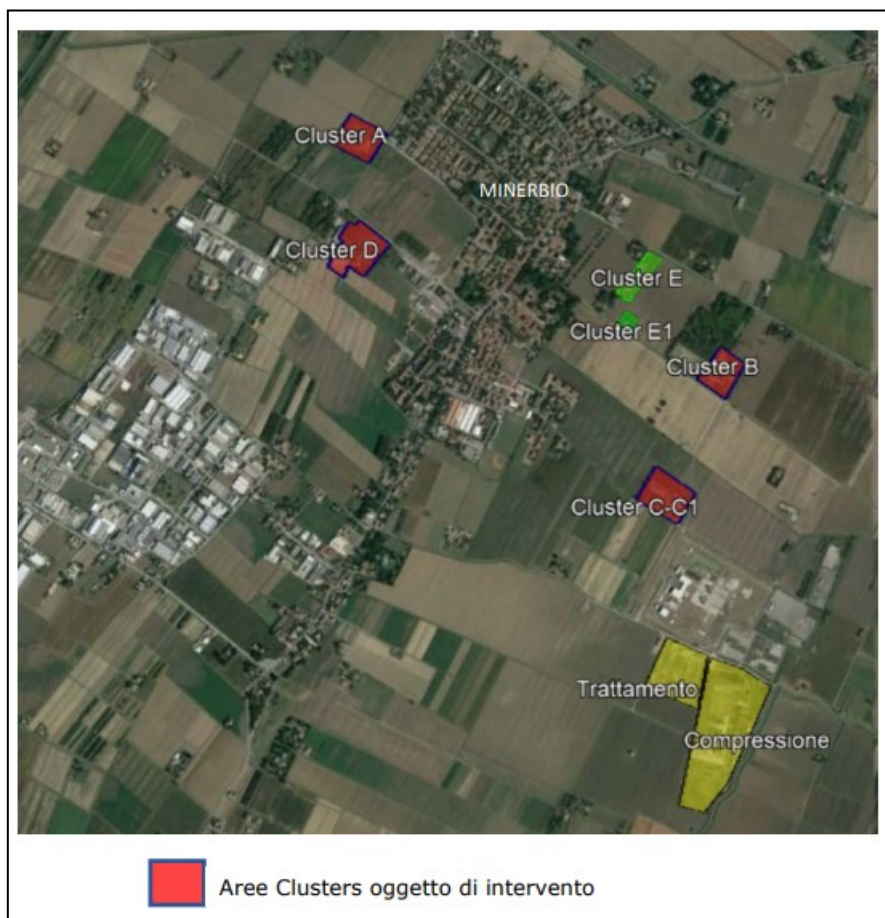 Cluster A
MINERBIO
Cluster D
Cluster E
Cluster E1
Cluster B
Cluster C-C1
Trattamento
Compressione
Aree Clusters oggetto di intervento